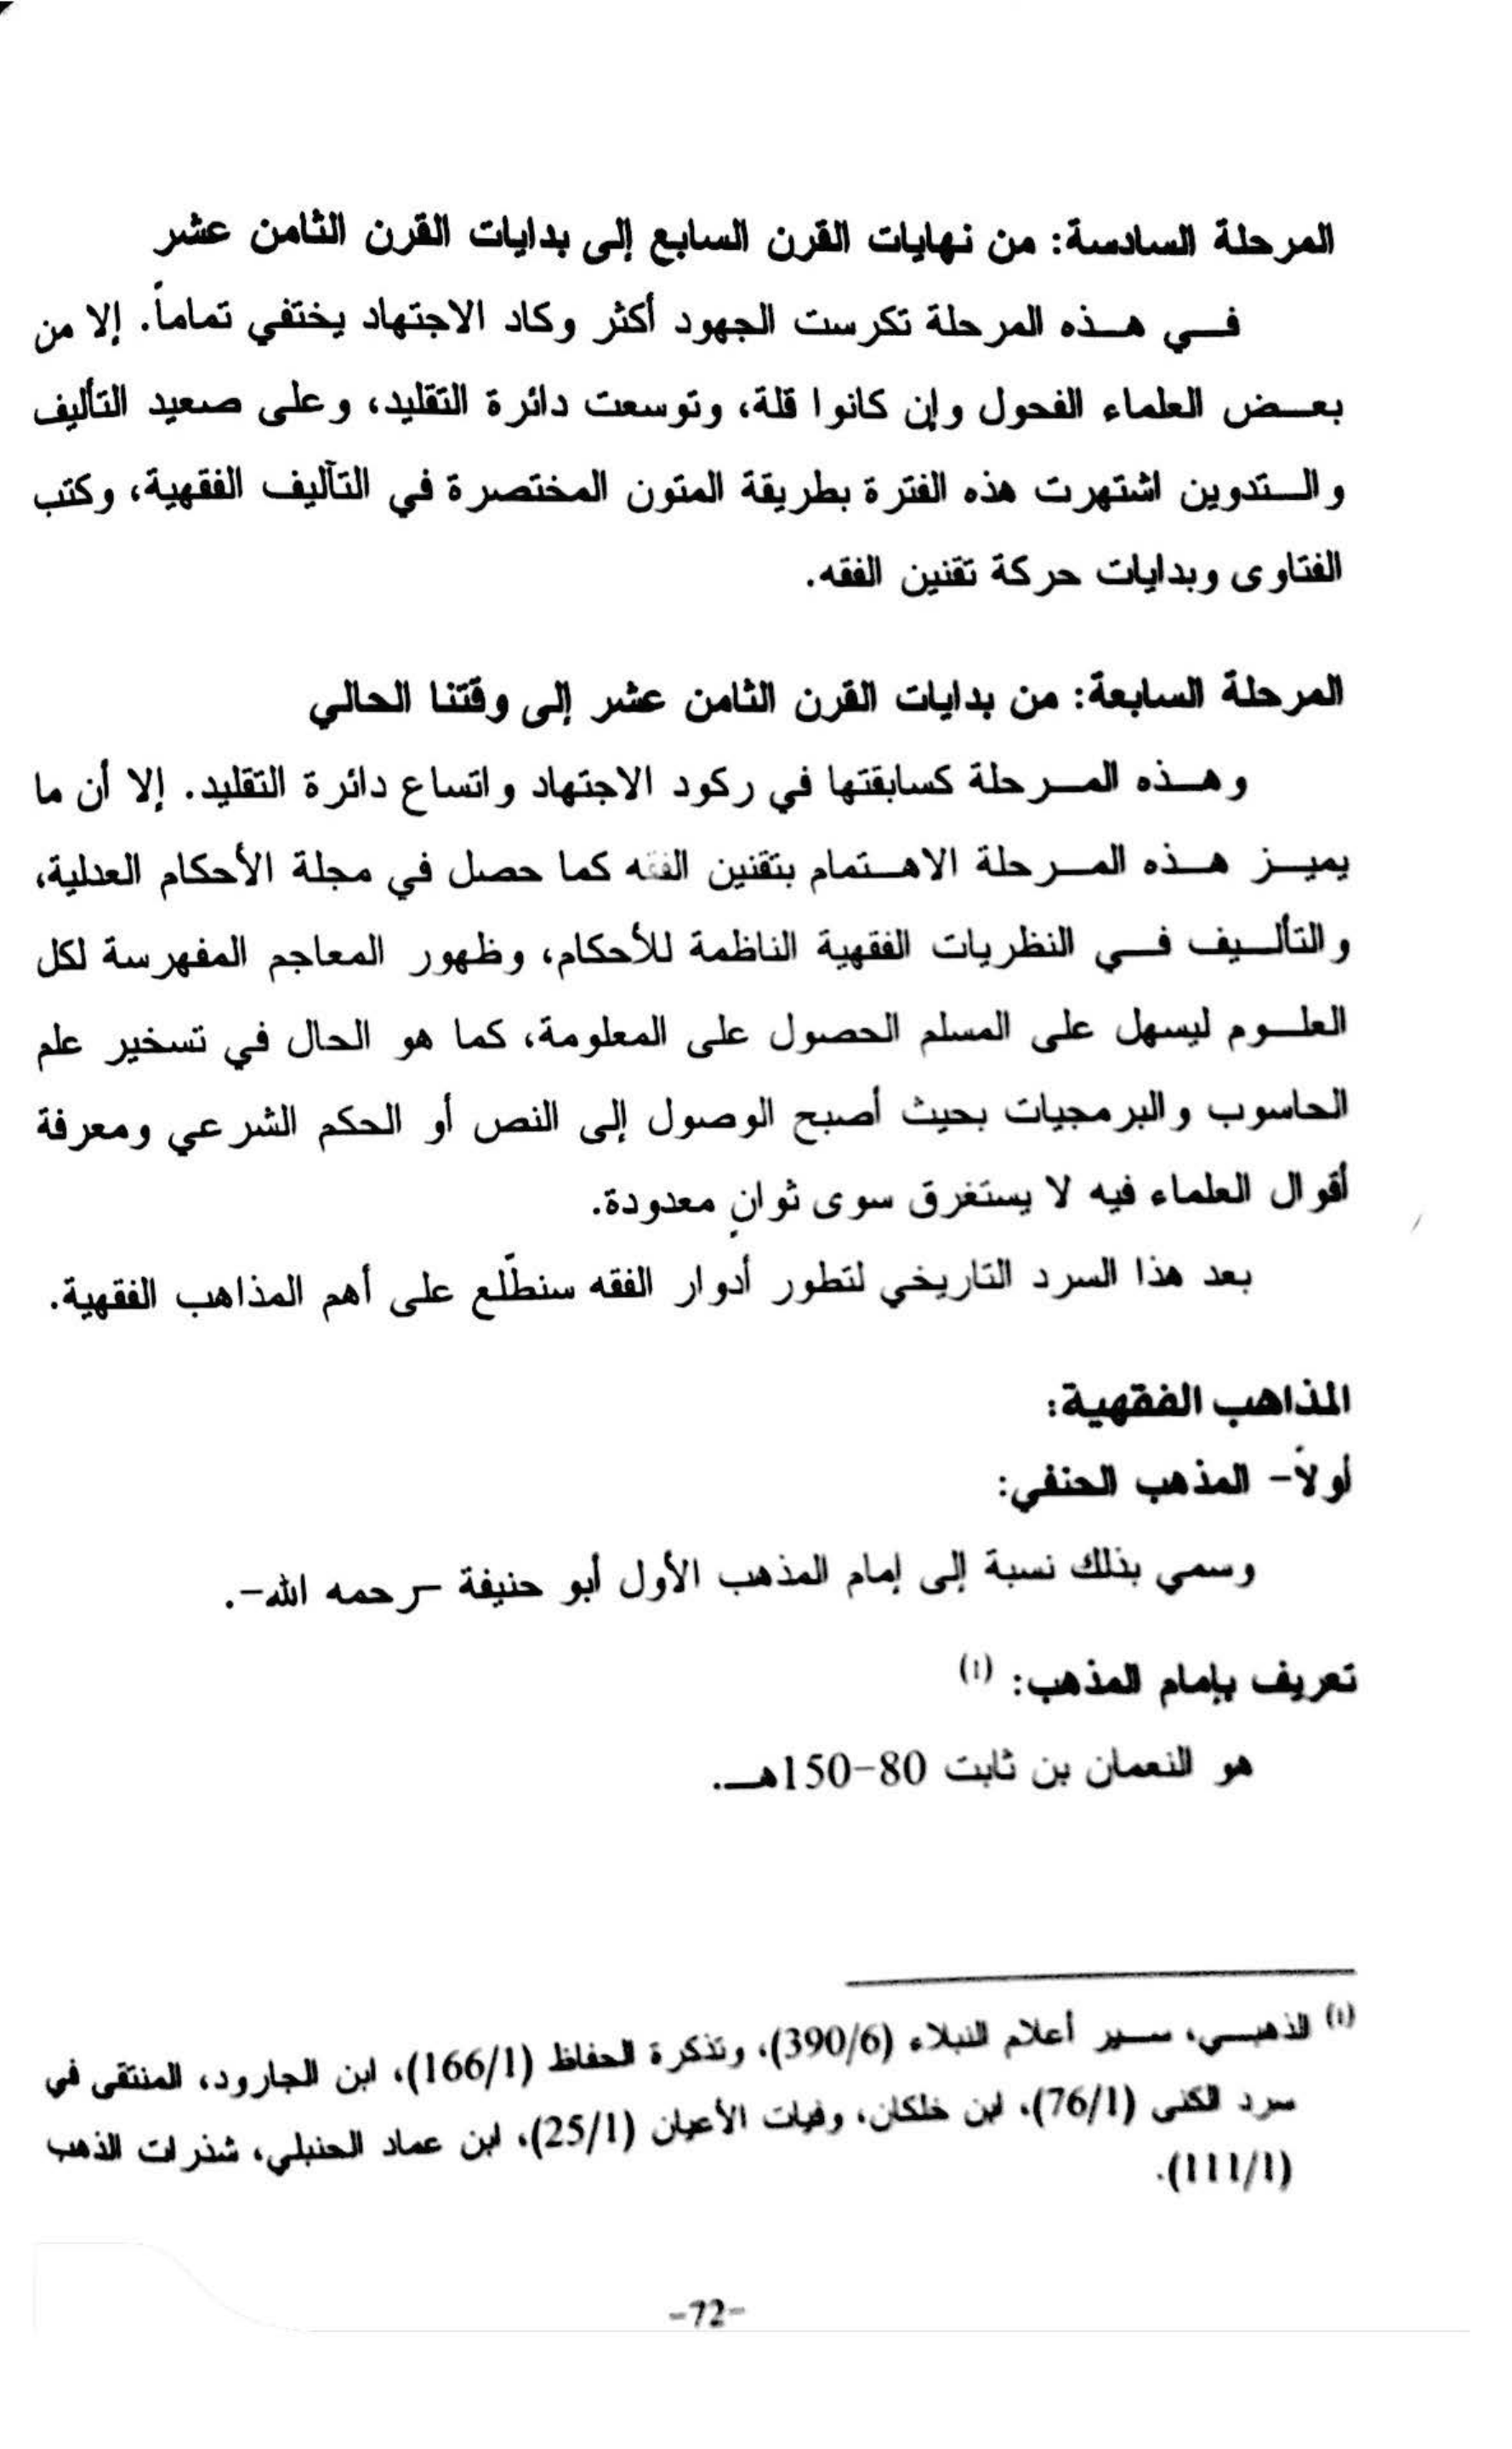 المرحلة السادسة: من نهايات القرن السابع إلى بدايات القرن الثامن عشر
في هذه المرحلة تكرست الجهود أكثر وكاد الاجتهاد يختفي تماماً. إلا من
بعض العلماء الفحول وإن كانوا قلة، وتوسعت دائرة التقليد، وعلى صعيد التأليف
والتدوين اشتهرت هذه الفترة بطريقة المتون المختصرة في التآليف الفقهية، وكتب
الفتاوى وبدايات حركة تقنين الفقه.
المرحلة السابعة: من بدايات القرن الثامن عشر إلى وقتنا الحالي
وهذه المرحلة كسابقتها في ركود الاجتهاد واتساع دائرة التقليد. إلا أن ما
يميز هذه المرحلة الاهتمام بتقنين الفقه كما حصل في مجلة الأحكام العدلية،
والتأليف في النظريات الفقهية الناظمة للأحكام، وظهور المعاجم المفهرسة لكل
العلوم ليسهل على المسلم الحصول على المعلومة، كما هو الحال في تسخير علم
الحاسوب والبرمجيات بحيث أصبح الوصول إلى النص أو الحكم الشرعي ومعرفة
أقوال العلماء فيه لا يستغرق سوى ثوانٍ معدودة.
بعد هذا السرد التاريخي لتطور أدوار الفقه سنطّلع على أهم المذاهب الفقهية.
المذاهب الفقهية:
أولاً- المذهب الحنفي:
وسمي بذلك نسبة إلى إمام المذهب الأول أبو حنيفة -رحمه الله-.
تعريف بإمام المذهب: (١)
هو النعمان بن ثابت 80-150هـ.
(١) الذهبي، سير أعلام النبلاء (390/6)، وتذكرة الحفاظ (166/1)، ابن الجارود، المنتقى في
سرد الكنى (76/1)، ابن خلكان، وفيات الأعيان (25/1)، ابن عماد الحنبلي، شذرات الذهب
(111/1).
-72-